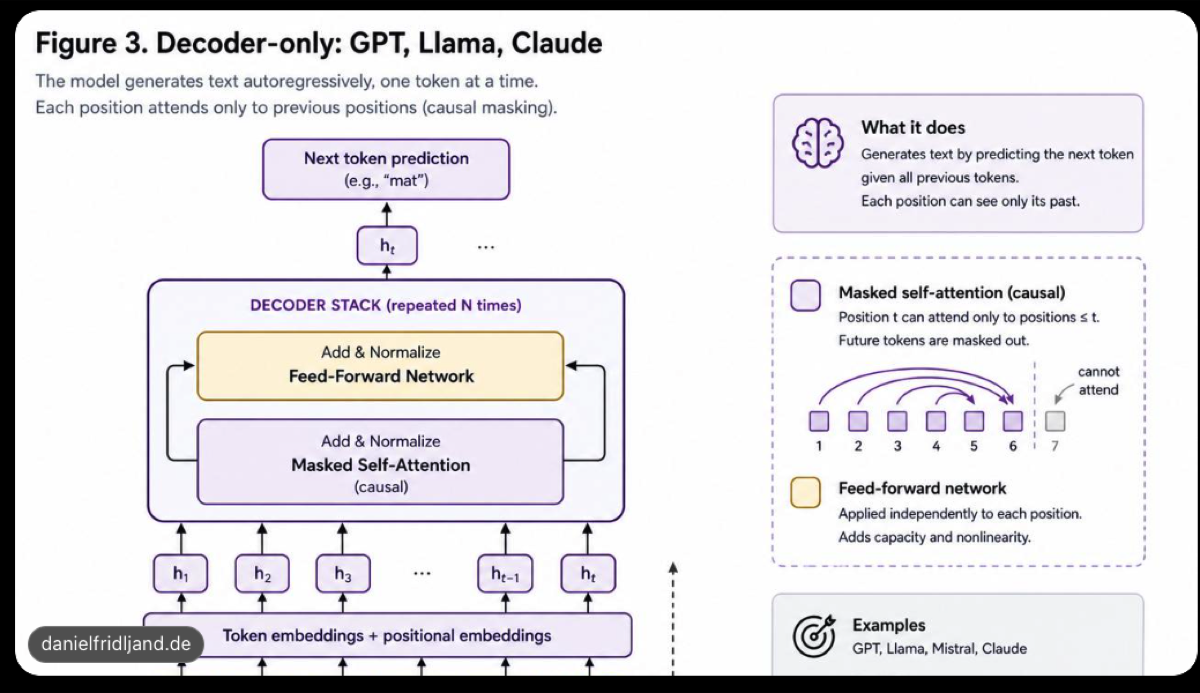 Figure 3. Decoder-only: GPT, Llama, Claude
The model generates text autoregressively, one token at a time.
Each position attends only to previous positions (causal masking).
Next token prediction
(e.g., “mat”)
hₜ
...
DECODER STACK (repeated N times)
Add & Normalize
Feed-Forward Network
Add & Normalize
Masked Self-Attention
(causal)
h₁ h₂ h₃ ... hₜ₋₁ hₜ
Token embeddings + positional embeddings
danielfridljand.de
What it does
Generates text by predicting the next token
given all previous tokens.
Each position can see only its past.
Masked self-attention (causal)
Position t can attend only to positions ≤ t.
Future tokens are masked out.
cannot
attend
1 2 3 4 5 6 7
Feed-forward network
Applied independently to each position.
Adds capacity and nonlinearity.
Examples
GPT, Llama, Mistral, Claude